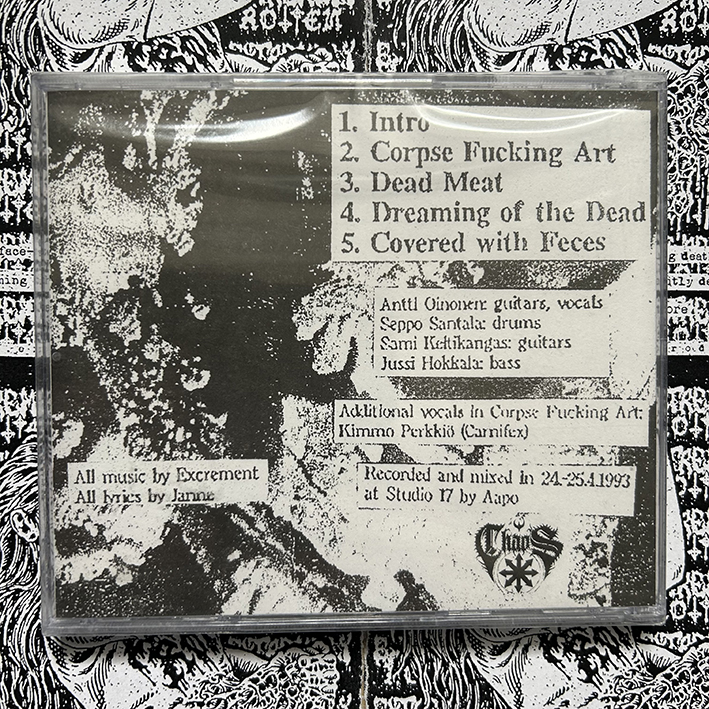 ROTTEN
1. Intro
2. Corpse Fucking Art
3. Dead Meat
4. Dreaming of the Dead
5. Covered with Feces
Antti Oinonen: guitars, vocals
Seppo Santala: drums
Sami Keltikangas: guitars
Jussi Hokkala: bass
Additional vocals in Corpse Fucking Art:
Kimmo Perkkiö (Carnifex)
All music by Excrement
All lyrics by Janne
Recorded and mixed in 24.-25.4.1993
at Studio 17 by Aapo
Chaos